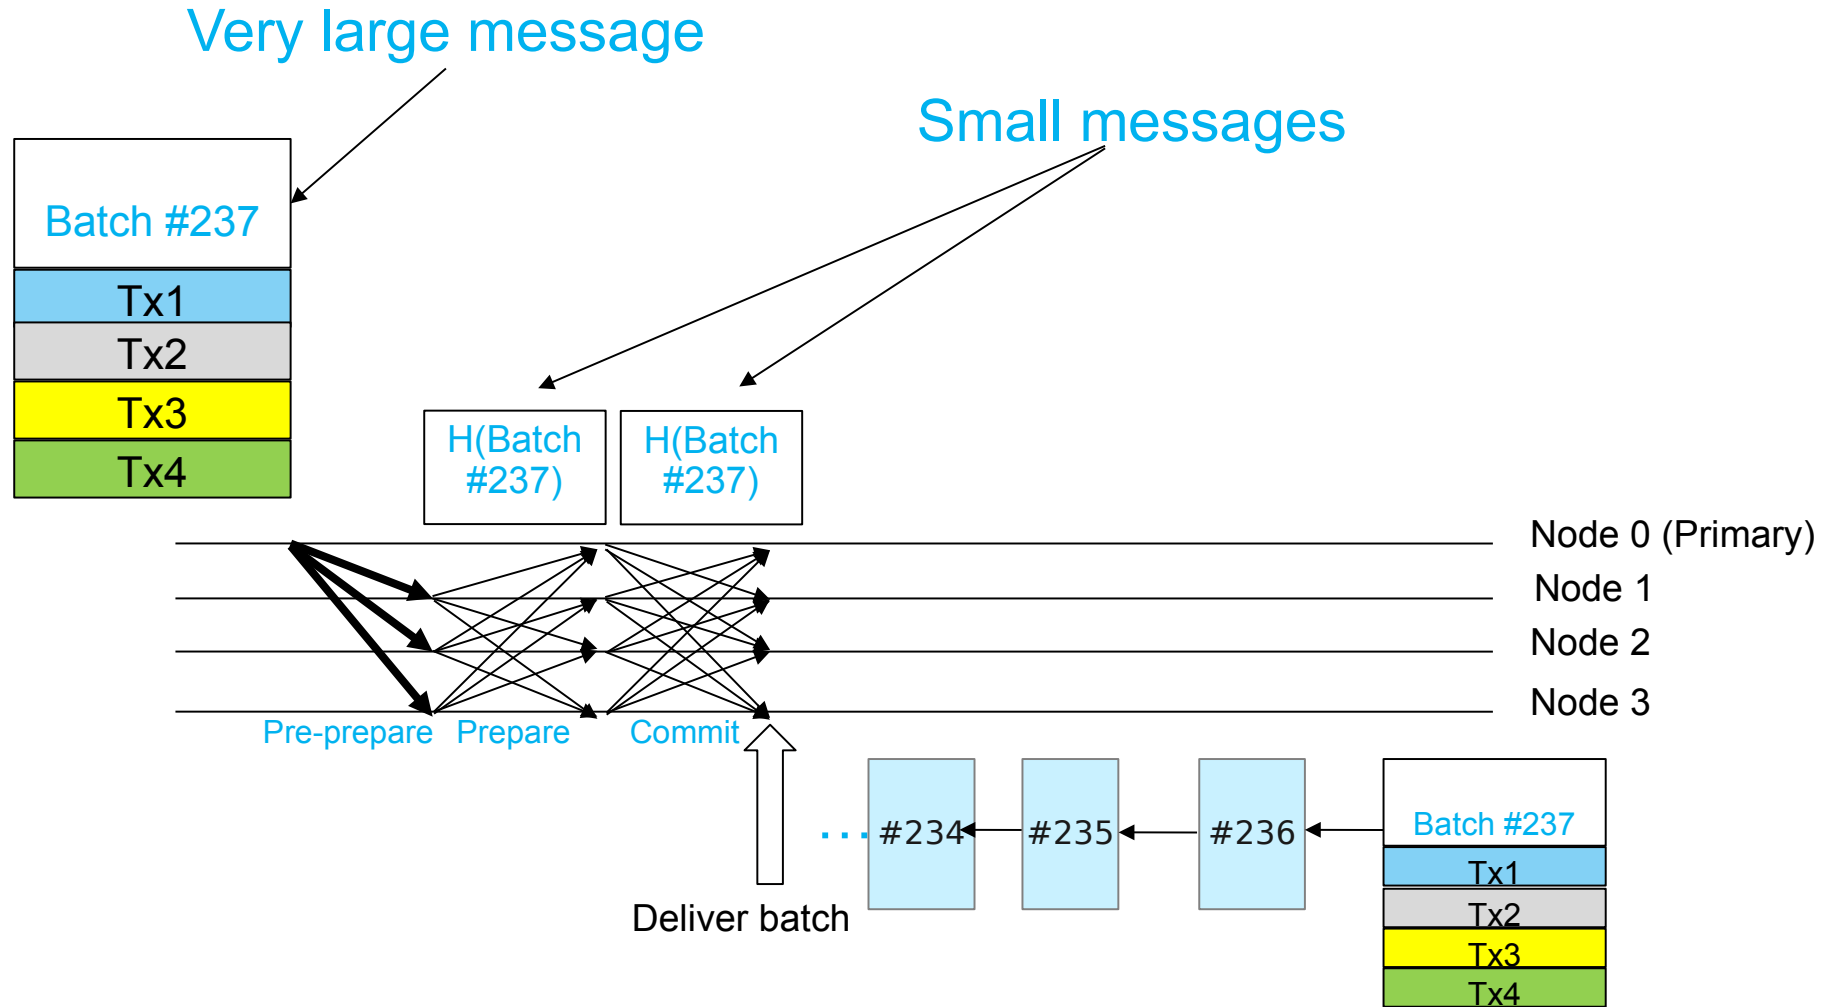 Very large message
Small messages
Batch #237
Tx1
Tx2
Tx3
Tx4
H(Batch
#237)
H(Batch
#237)
Node 0 (Primary)
Node 1
Node 2
Node 3
Pre-prepare
Prepare
Commit
...
#234
#235
#236
Batch #237
Tx1
Tx2
Tx3
Tx4
Deliver batch